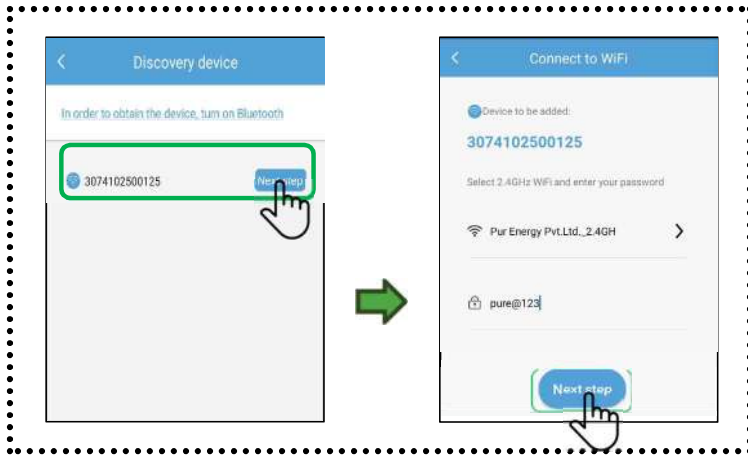 Discovery device
In order to obtain the device, turn on Bluetooth
3074102500125
Next step
Connect to WiFi
Device to be added:
3074102500125
Select 2.4GHz WiFi and enter your password
Pur Energy Pvt.Ltd._2.4GH
pure@123
Next step